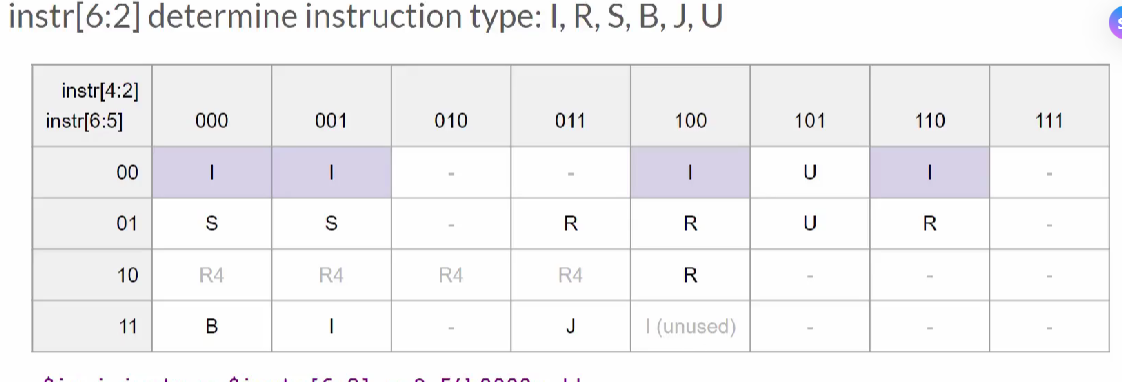 instr[6:2] determine instruction type: I, R, S, B, J, U
instr[4:2]
instr[6:5] 000 001 010 011 100 101 110 111
00 I I - - I U I -
01 S S - R R U R -
10 R4 R4 R4 R4 R - - -
11 B I - J I (unused) - - -